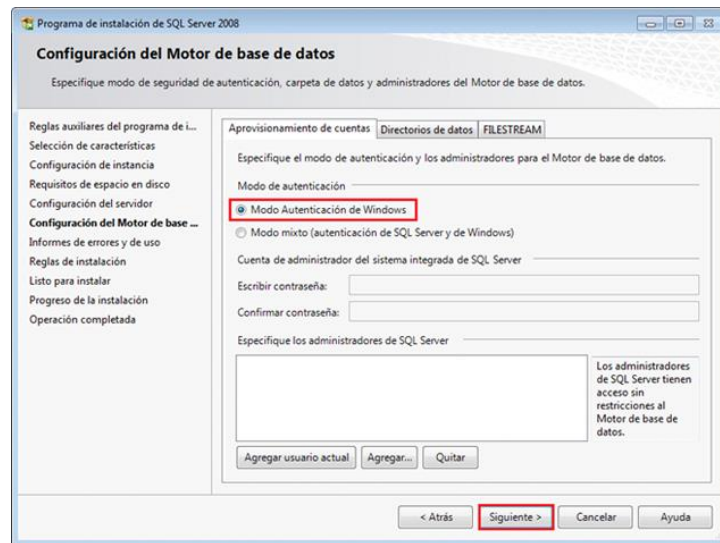 Programa de instalación de SQL Server 2008
Configuración del Motor de base de datos
Especifique modo de seguridad de autenticación, carpeta de datos y administradores del Motor de base de datos.
Reglas auxiliares del programa de i...
Selección de características
Configuración de instancia
Requisitos de espacio en disco
Configuración del servidor
Configuración del Motor de base ...
Informes de errores y de uso
Reglas de instalación
Listo para instalar
Progreso de la instalación
Operación completada
Aprovisionamiento de cuentas Directorios de datos FILESTREAM
Especifique el modo de autenticación y los administradores para el Motor de base de datos.
Modo de autenticación
Modo Autenticación de Windows
Modo mixto (autenticación de SQL Server y de Windows)
Cuenta de administrador del sistema integrada de SQL Server
Escribir contraseña:
Confirmar contraseña:
Especifique los administradores de SQL Server
Los administradores
de SQL Server tienen
acceso sin
restricciones al
Motor de base de
datos.
Agregar usuario actual Agregar... Quitar
< Atrás Siguiente > Cancelar Ayuda